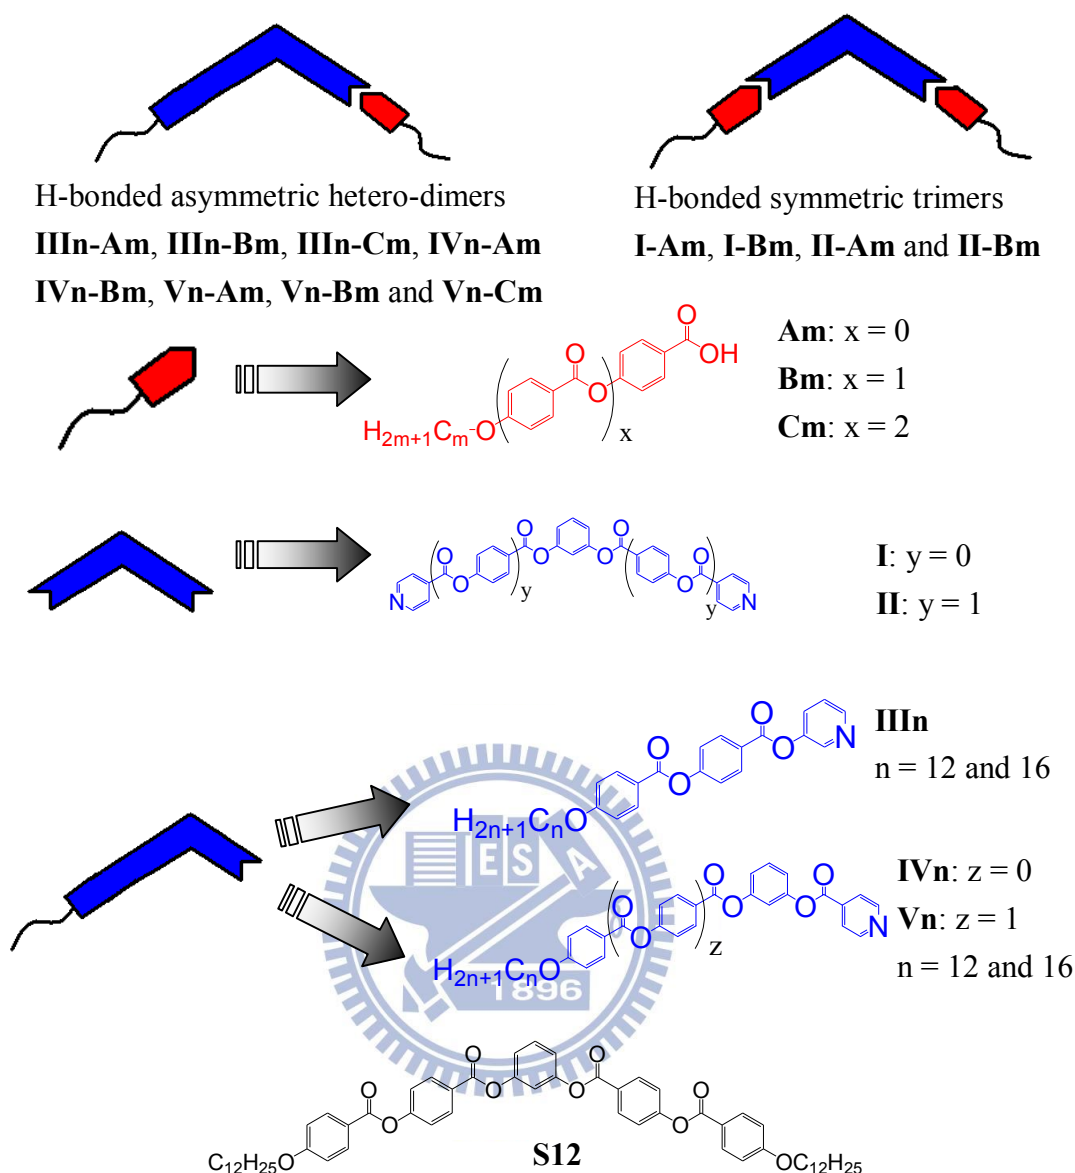 H-bonded asymmetric hetero-dimers
IIIn-Am, IIIn-Bm, IIIn-Cm, IVn-Am
IVn-Bm, Vn-Am, Vn-Bm and Vn-Cm
H-bonded symmetric trimers
I-Am, I-Bm, II-Am and II-Bm
O
OH
O
O
H2m+1Cm-O
x
Am: x = 0
Bm: x = 1
Cm: x = 2
O O O O
O O O O
N y y N
I: y = 0
II: y = 1
O
O
O
O
N
H2n+1CnO
IIIn
n = 12 and 16
O O O
O O O
N
z
H2n+1CnO
IVn: z = 0
Vn: z = 1
n = 12 and 16
E S
A
E
1896
O O O O
O O O O
C12H25O OC12H25
S12